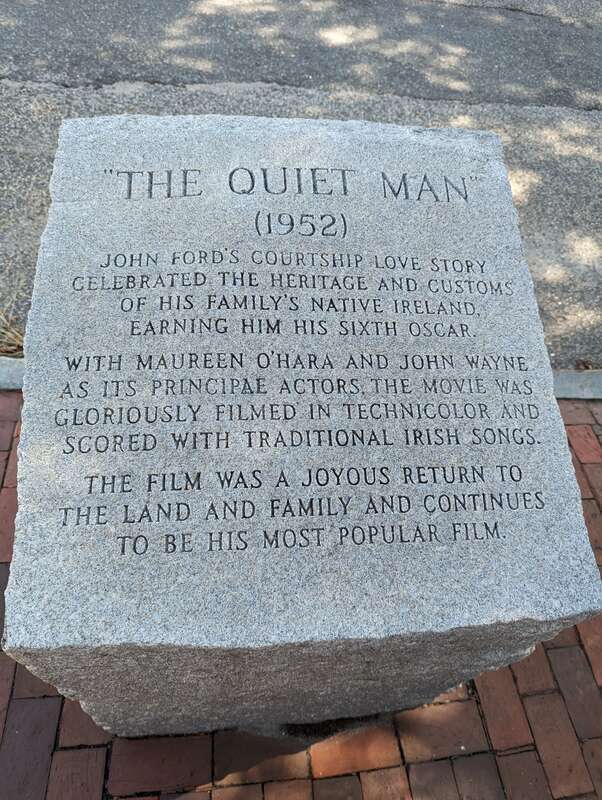 "THE QUIET MAN"
(1952)
JOHN FORD'S COURTSHIP LOVE STORY
CELEBRATED THE HERITAGE AND CUSTOMS
OF HIS FAMILY'S NATIVE IRELAND,
EARNING HIM HIS SIXTH OSCAR.
WITH MAUREEN O'HARA AND JOHN WAYNE
AS ITS PRINCIPAL ACTORS, THE MOVIE WAS
GLORIOUSLY FILMED IN TECHNICOLOR AND
SCORED WITH TRADITIONAL IRISH SONGS.
THE FILM WAS A JOYOUS RETURN TO
THE LAND AND FAMILY AND CONTINUES
TO BE HIS MOST POPULAR FILM.